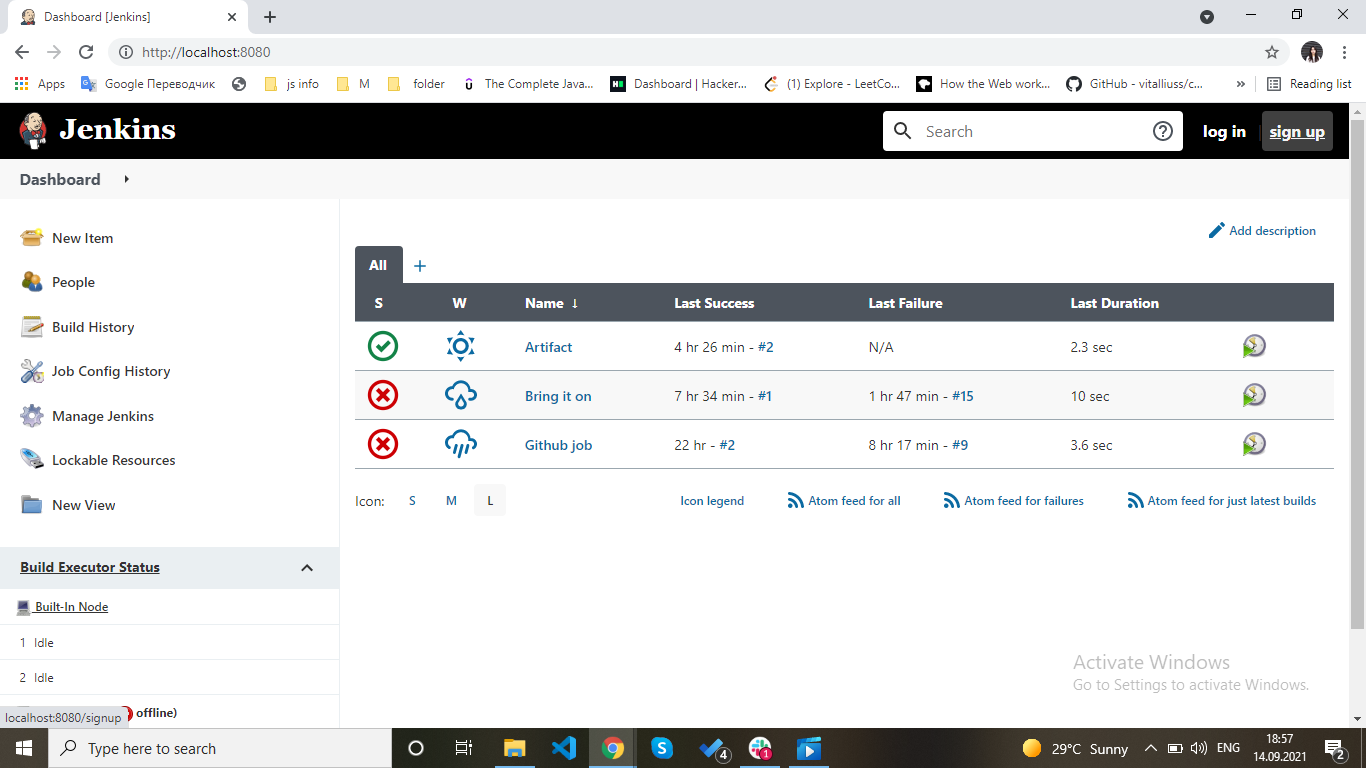 Dashboard [Jenkins]
http://localhost:8080
Apps
Google Переводчик
js info
M
folder
The Complete Java...
Dashboard | Hacker...
(1) Explore - LeetCo...
How the Web work...
GitHub - vitalliuss/c...
»
Reading list
Jenkins
Search
log in
sign up
Dashboard
New Item
People
Build History
Job Config History
Manage Jenkins
Lockable Resources
New View
Build Executor Status
Built-In Node
1 Idle
2 Idle
offline)
localhost:8080/signup
Add description
All +
S W Name ↓ Last Success Last Failure Last Duration
Artifact 4 hr 26 min - #2 N/A 2.3 sec
Bring it on 7 hr 34 min - #1 1 hr 47 min - #15 10 sec
Github job 22 hr - #2 8 hr 17 min - #9 3.6 sec
Icon: S M L
Icon legend
Atom feed for all
Atom feed for failures
Atom feed for just latest builds
Activate Windows
Go to Settings to activate Windows.
Type here to search
4
1
29°C Sunny
ENG
18:57
14.09.2021
2